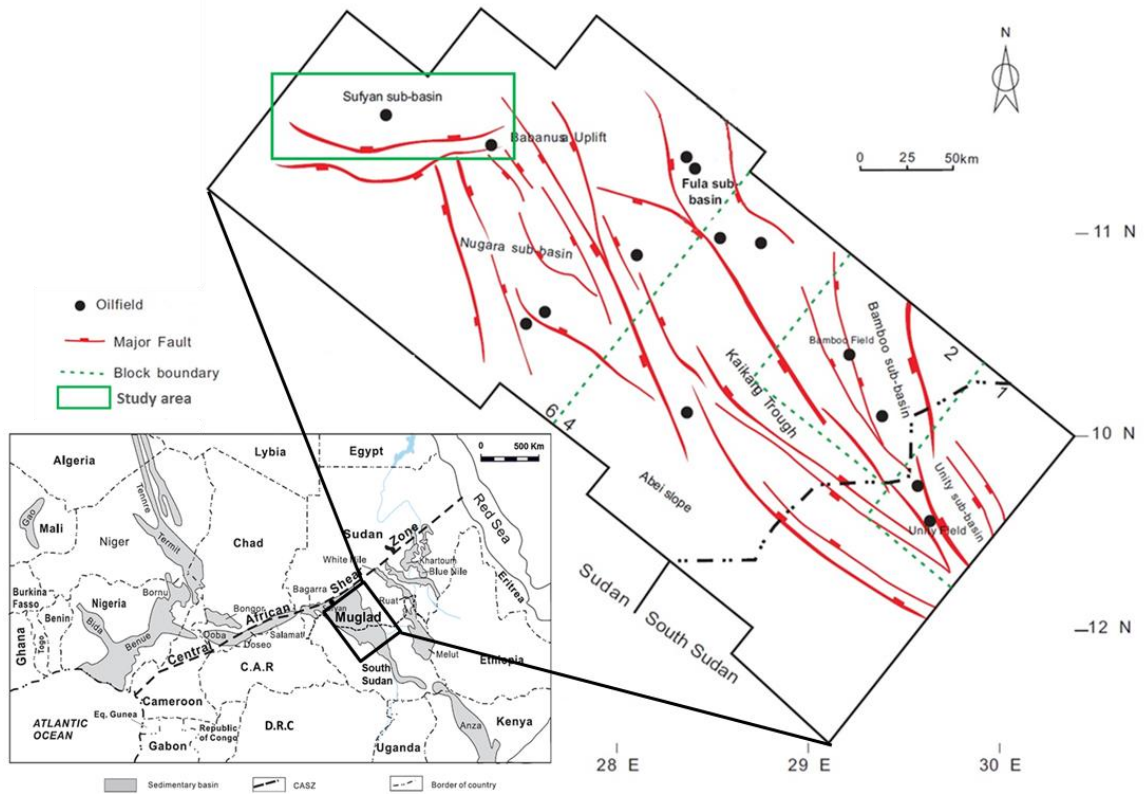 N
Sufyan sub-basin
Babanusa Uplift
0 25 50km
Fula sub-
basin
11 N
Nugara sub-basin
Oilfield
Major Fault
Block boundary
Study area
Bamboo Field
Bamboo sub-basin
2
1
Kaikang Trough
6
4
10 N
Abei slope
Unity sub-basin
Unity Field
Sudan
South Sudan
12 N
28 E
29 E
30 E
Algeria
Lybia
Egypt
0 500 Km
Red Sea
Tenere
Gao
Mali
Niger
Termit
Chad
Sudan
Zone
Khartoum
White Nile
Blue Nile
Eritrea
Burkina
Fasso
Nigeria
Bornu
Bagarra
Shear
Ruat
Benin
Bida
Bongor
African
Muglad
Ghana
Togo
Benue
Doba
Doseo
Salamat
Central
Melut
C.A.R
South
Sudan
Ethiopia
Cameroon
ATLANTIC
OCEAN
Eq. Gunea
Republic
of Congo
D.R.C
Anza
Kenya
Gabon
Uganda
Sedimentary basin
CASZ
Border of country